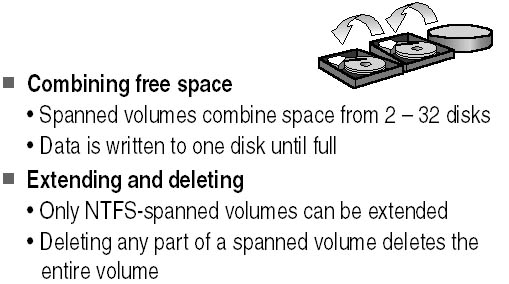 ■ Combining free space
• Spanned volumes combine space from 2 – 32 disks
• Data is written to one disk until full
■ Extending and deleting
• Only NTFS-spanned volumes can be extended
• Deleting any part of a spanned volume deletes the
entire volume